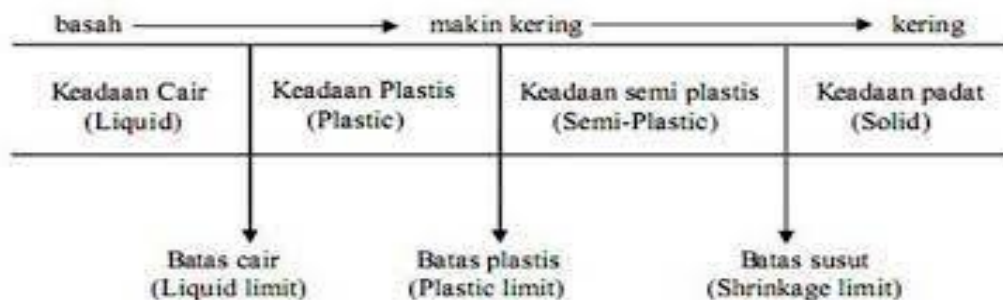 basah makin kering kering
Keadaan Cair
(Liquid)
Keadaan Plastis
(Plastic)
Keadaan semi plastis
(Semi-Plastic)
Keadaan padat
(Solid)
Batas cair
(Liquid limit)
Batas plastis
(Plastic limit)
Batas susut
(Shrinkage limit)